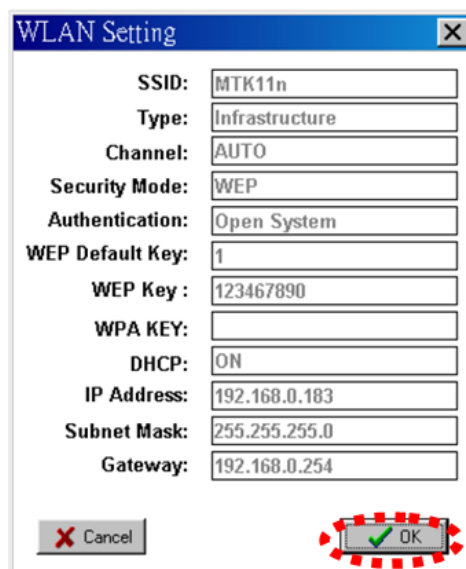 WLAN Setting
SSID: MTK11n
Type: Infrastructure
Channel: AUTO
Security Mode: WEP
Authentication: Open System
WEP Default Key: 1
WEP Key : 123467890
WPA KEY:
DHCP: ON
IP Address: 192.168.0.183
Subnet Mask: 255.255.255.0
Gateway: 192.168.0.254
Cancel OK